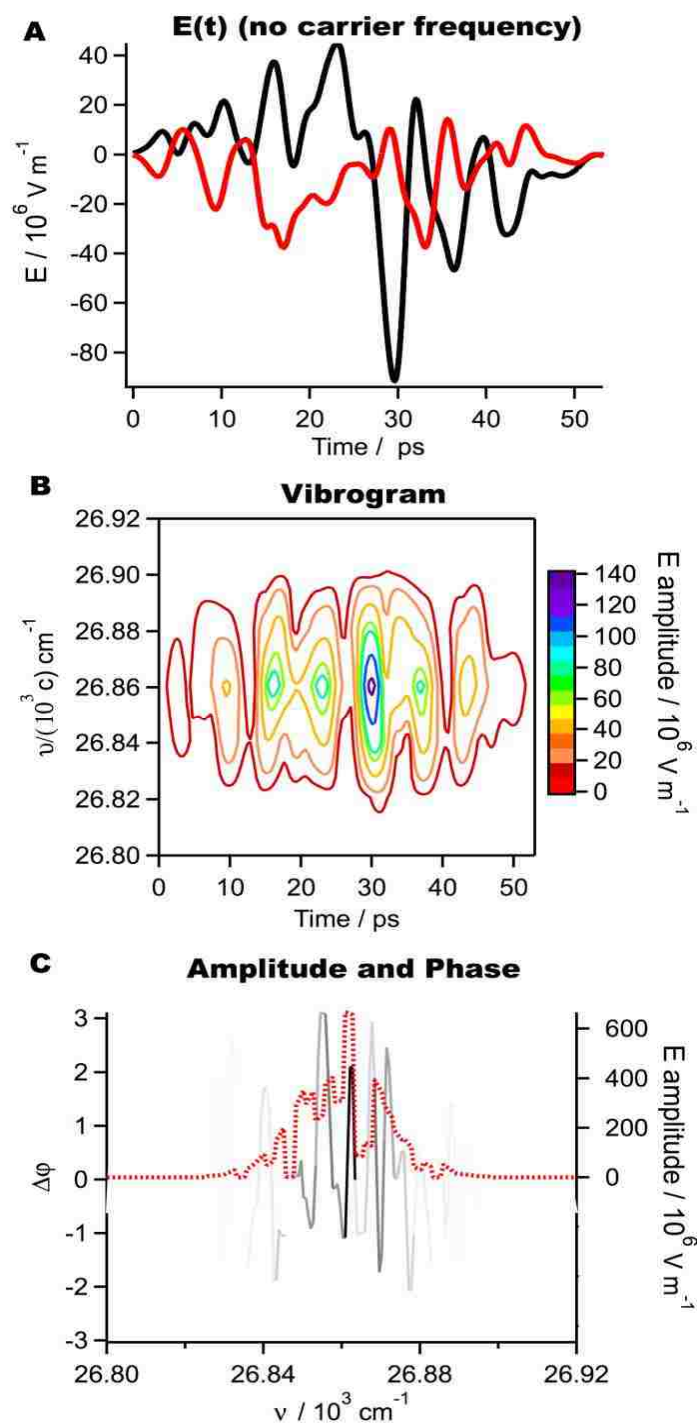 A
E(t) (no carrier frequency)
40
20
0
-20
-40
-60
-80
E / 10⁶ V m⁻¹
0 10 20 30 40 50
Time / ps
B
Vibrogram
26.92
26.90
26.88
26.86
26.84
26.82
26.80
υ/(10³ c) cm⁻¹
0 10 20 30 40 50
Time / ps
140
120
100
80
60
40
20
0
E amplitude / 10⁶ V m⁻¹
C
Amplitude and Phase
3
2
1
0
-1
-2
-3
Δφ
600
400
200
0
E amplitude / 10⁶ V m⁻¹
26.80 26.84 26.88 26.92
ν / 10³ cm⁻¹